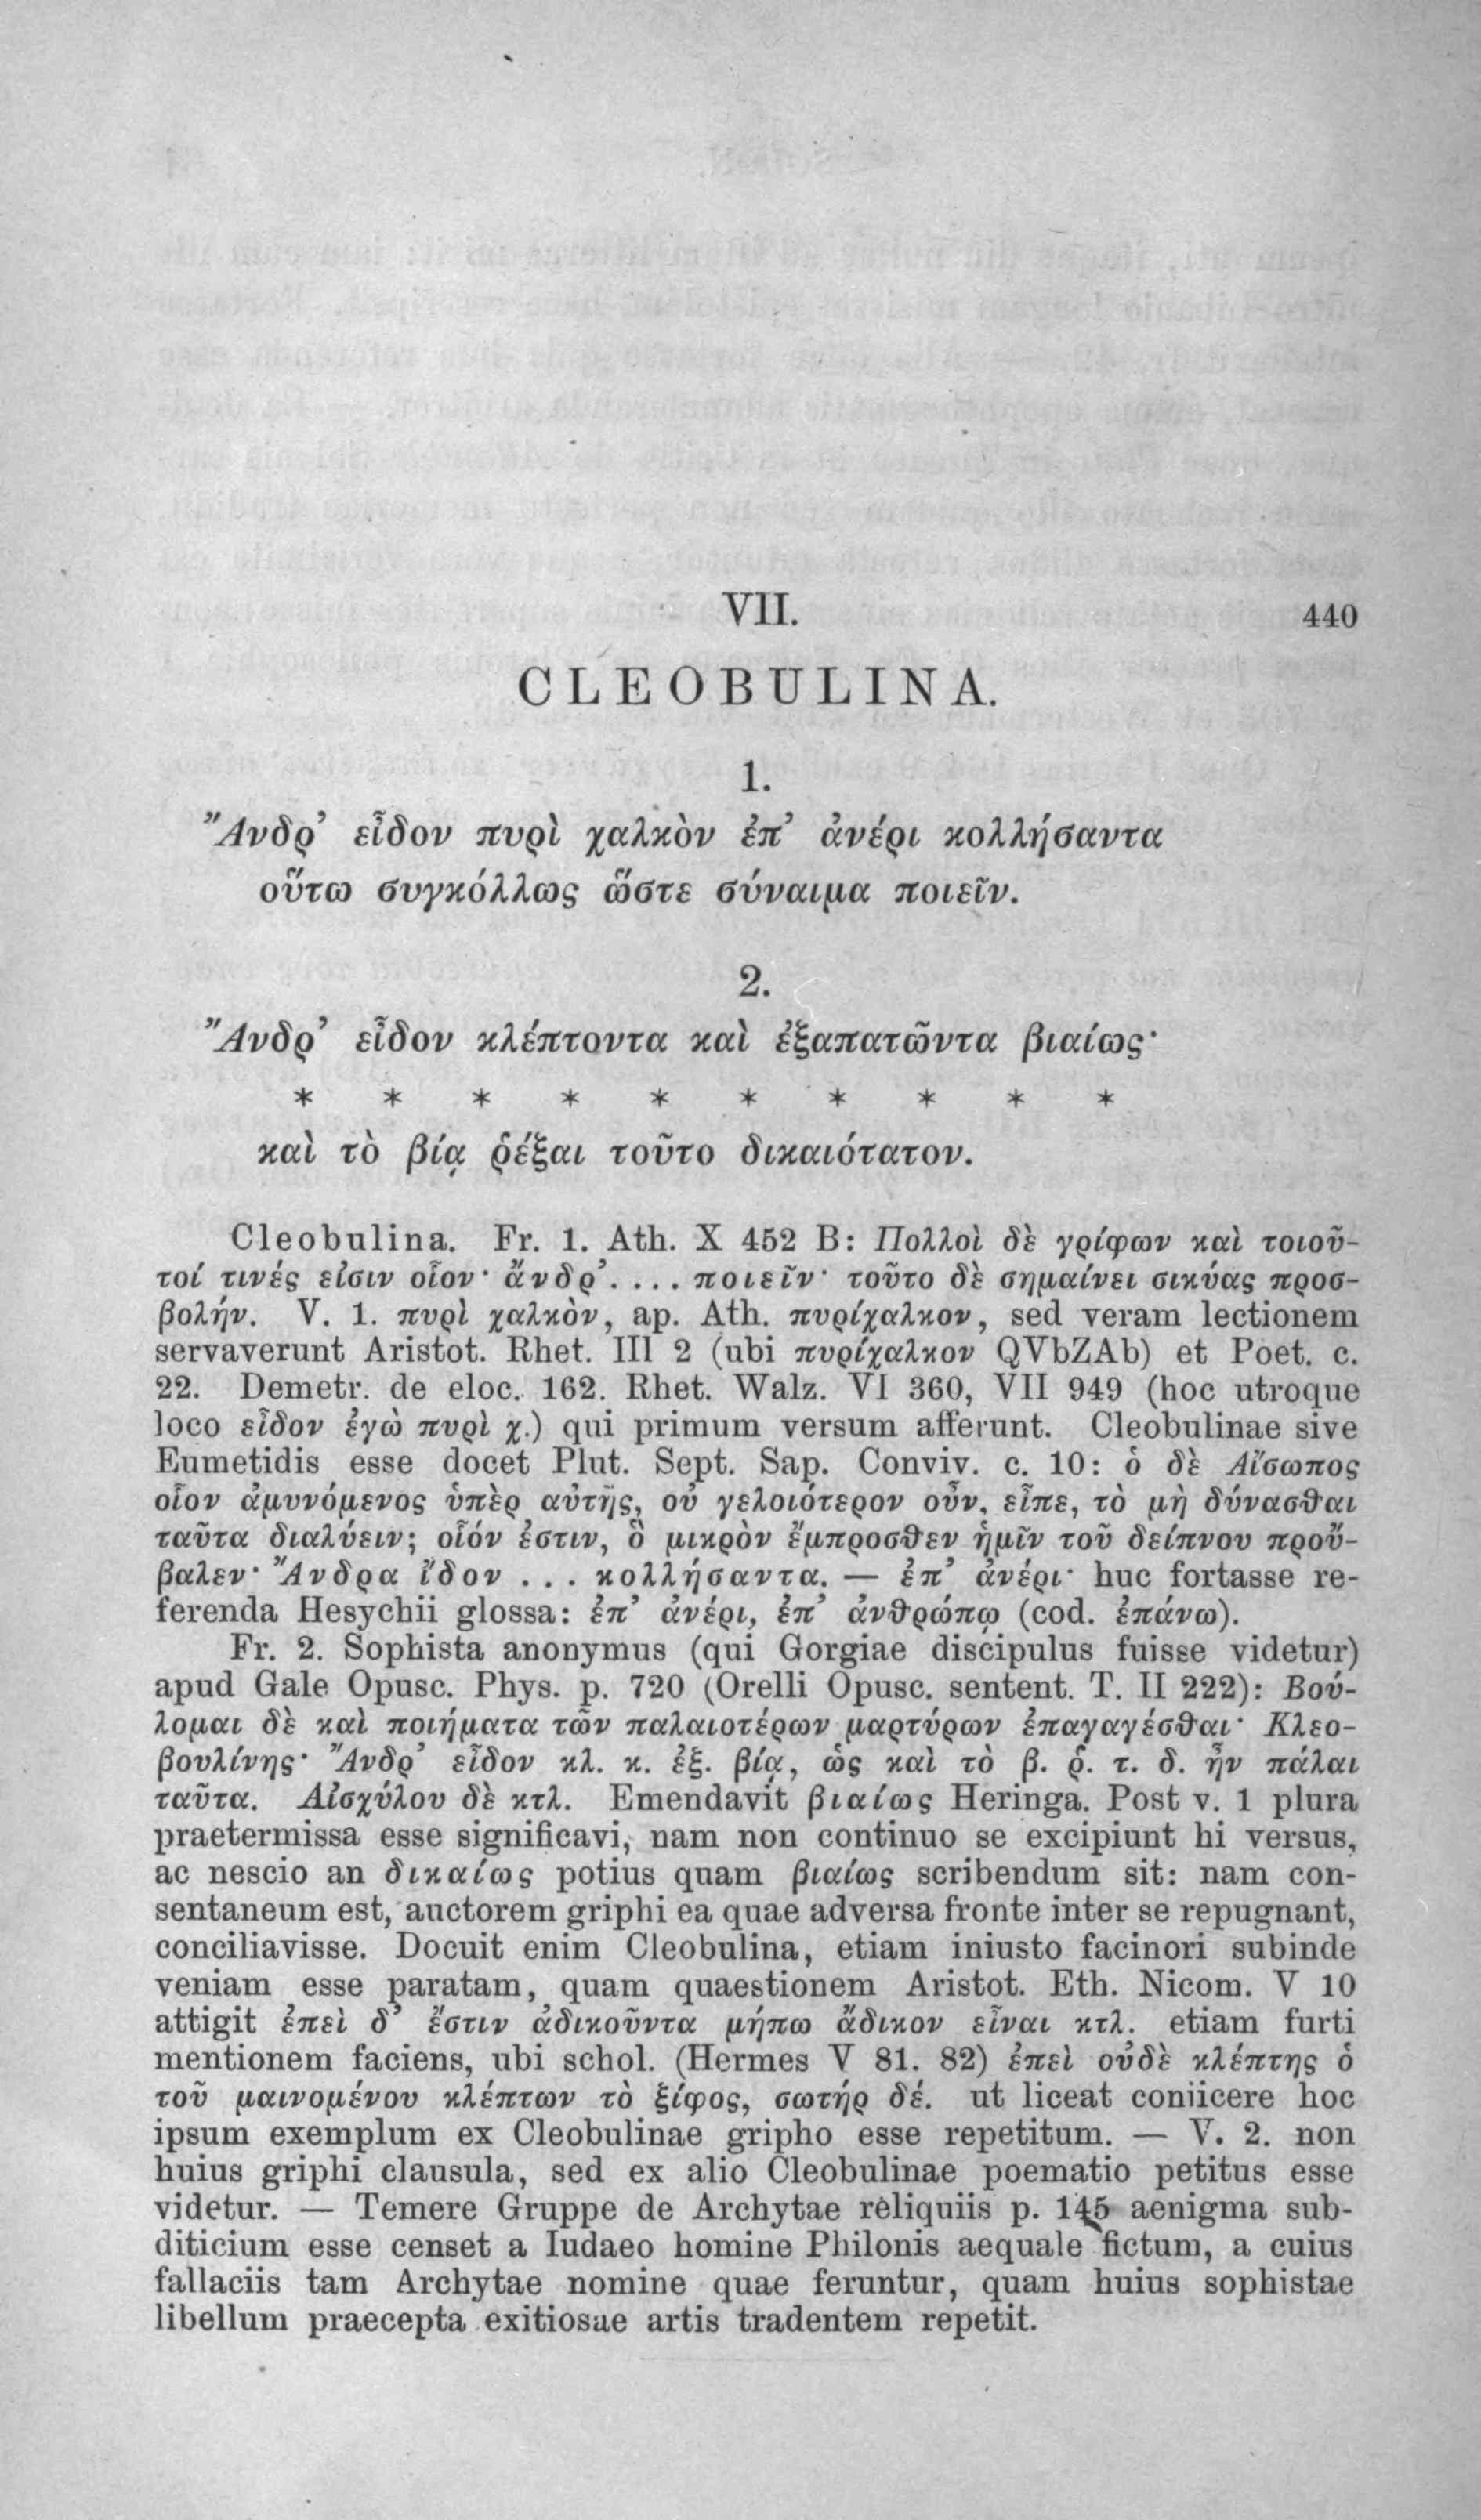 VII. 440
CLEOBULINA.
1.
Ἄνδρ’ εἶδον πυρὶ χαλκὸν ἐπ’ ἀνέρι κολλήσαντα
οὕτω συγκόλλως ὥστε σύναιμα ποιεῖν.
2.
Ἄνδρ’ εἶδον κλέπτοντα καὶ ἐξαπατῶντα βιαίως·
* * * * * * * * * *
καὶ τὸ βίᾳ ῥέξαι τοῦτο δικαιότατον.
Cleobulina. Fr. 1. Ath. X 452 B: Πολλοὶ δὲ γρίφων καὶ τοιοῦ-
τοί τινές εἰσιν οἷον· ἄνδρ’. . . . ποιεῖν· τοῦτο δὲ σημαίνει σικύας προσ-
βολήν. V. 1. πυρὶ χαλκὸν, ap. Ath. πυρίχαλκον, sed veram lectionem
servaverunt Aristot. Rhet. III 2 (ubi πυρίχαλκον QVbZAb) et Poet. c.
22. Demetr. de eloc. 162. Rhet. Walz. VI 360, VII 949 (hoc utroque
loco εἶδον ἐγὼ πυρὶ χ.) qui primum versum afferunt. Cleobulinae sive
Eumetidis esse docet Plut. Sept. Sap. Conviv. c. 10: ὁ δὲ Αἴσωπος
οἷον ἀμυνόμενος ὑπὲρ αὐτῆς, οὐ γελοιότερον οὖν, εἶπε, τὸ μὴ δύνασθαι
ταῦτα διαλύειν; οἷόν ἐστιν, ὃ μικρὸν ἔμπροσθεν ἡμῖν τοῦ δείπνου προὔ-
βαλεν· Ἄνδρα ἴδον . . . κολλήσαντα. — ἐπ’ ἀνέρι· huc fortasse re-
ferenda Hesychii glossa: ἐπ’ ἀνέρι, ἐπ’ ἀνθρώπῳ (cod. ἐπάνω).
Fr. 2. Sophista anonymus (qui Gorgiae discipulus fuisse videtur)
apud Gale Opusc. Phys. p. 720 (Orelli Opusc. sentent. T. II 222): Βού-
λομαι δὲ καὶ ποιήματα τῶν παλαιοτέρων μαρτύρων ἐπαγαγέσθαι· Κλεο-
βουλίνης· Ἄνδρ’ εἶδον κλ. κ. ἐξ. βίᾳ, ὡς καὶ τὸ β. ῥ. τ. δ. ἦν πάλαι
ταῦτα. Αἰσχύλου δὲ κτλ. Emendavit βιαίως Heringa. Post v. 1 plura
praetermissa esse significavi, nam non continuo se excipiunt hi versus,
ac nescio an δικαίως potius quam βιαίως scribendum sit: nam con-
sentaneum est, auctorem griphi ea quae adversa fronte inter se repugnant,
conciliavisse. Docuit enim Cleobulina, etiam iniusto facinori subinde
veniam esse paratam, quam quaestionem Aristot. Eth. Nicom. V 10
attigit ἐπεὶ δ’ ἔστιν ἀδικοῦντα μήπω ἄδικον εἶναι κτλ. etiam furti
mentionem faciens, ubi schol. (Hermes V 81. 82) ἐπεὶ οὐδὲ κλέπτης ὁ
τοῦ μαινομένου κλέπτων τὸ ξίφος, σωτήρ δέ. ut liceat coniicere hoc
ipsum exemplum ex Cleobulinae gripho esse repetitum. — V. 2. non
huius griphi clausula, sed ex alio Cleobulinae poematio petitus esse
videtur. — Temere Gruppe de Archytae reliquiis p. 145 aenigma sub-
diticium esse censet a Iudaeo homine Philonis aequale fictum, a cuius
fallaciis tam Archytae nomine quae feruntur, quam huius sophistae
libellum praecepta exitiosae artis tradentem repetit.